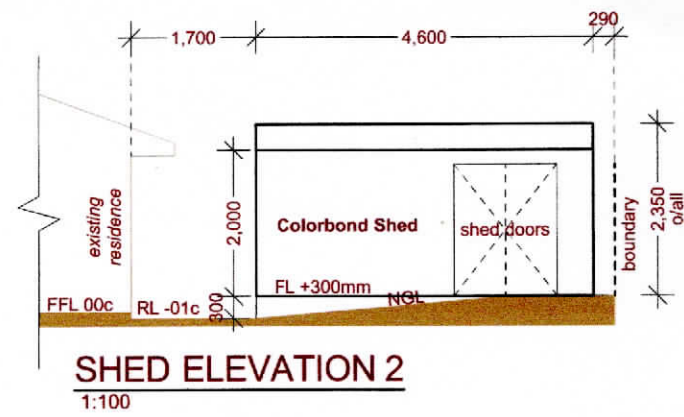 1,700
4,600
290
existing
residence
2,000
Colorbond Shed
shed doors
boundary
2,350
o/all
FL +300mm
NGL
FFL 00c
RL -01c
300
SHED ELEVATION 2
1:100